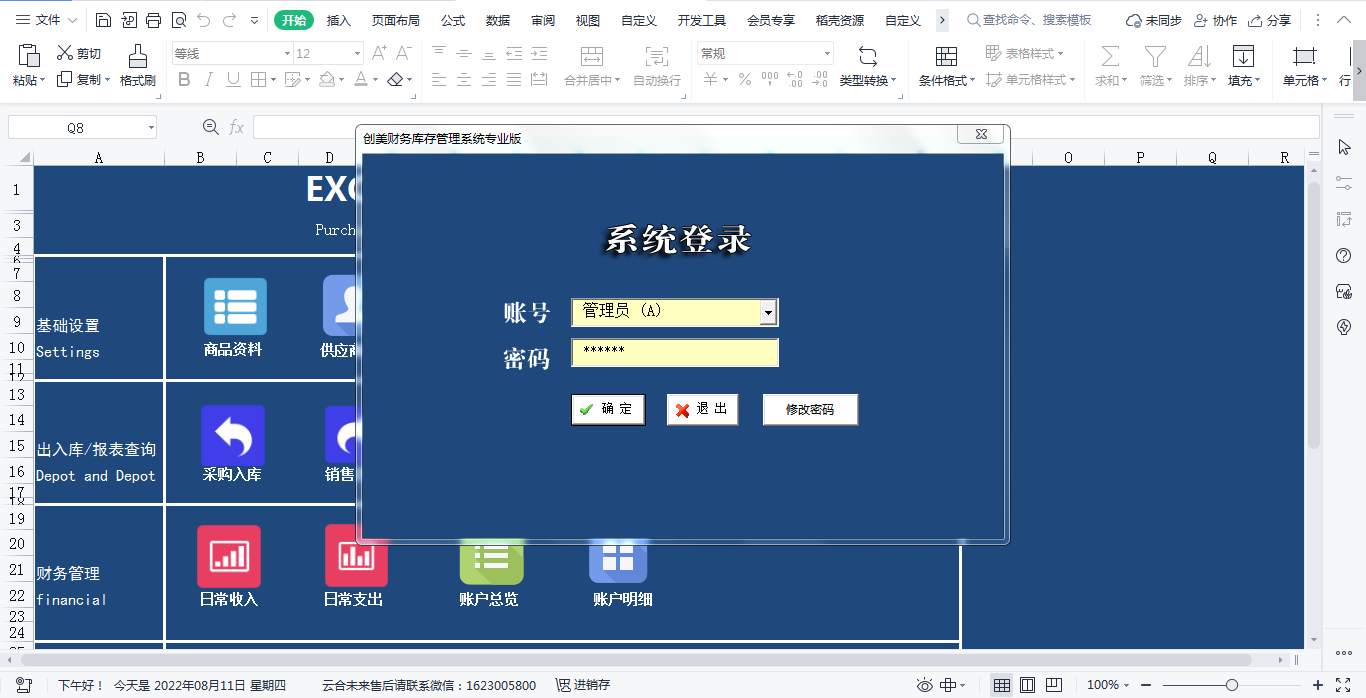 文件 开始 插入 页面布局 公式 数据 审阅 视图 自定义 开发工具 会员专享 稻壳资源 自定义 查找命令、搜索模板 未同步 协作 分享
粘贴 剪切 复制 格式刷 等线 12 B I U A 合并居中 自动换行 常规 类型转换 条件格式 表格样式 单元格样式 求和 筛选 排序 填充 单元格 行
Q8 fx
创美财务库存管理系统专业版
A B C D O P Q R
1 EXC
3 Purch
4
6
7
8
9
10
11
12
13
14
15
16
17
18
19
20
21
22
23
24
25
基础设置
Settings
商品资料 供应商
出入库/报表查询
Depot and Depot
采购入库 销售
财务管理
financial
日常收入 日常支出 账户总览 账户明细
系统登录
账号 管理员（A）
密码 ******
确 定 退 出 修改密码
下午好！ 今天是 2022年08月11日 星期四 云合未来售后请联系微信：1623005800 进销存 100%